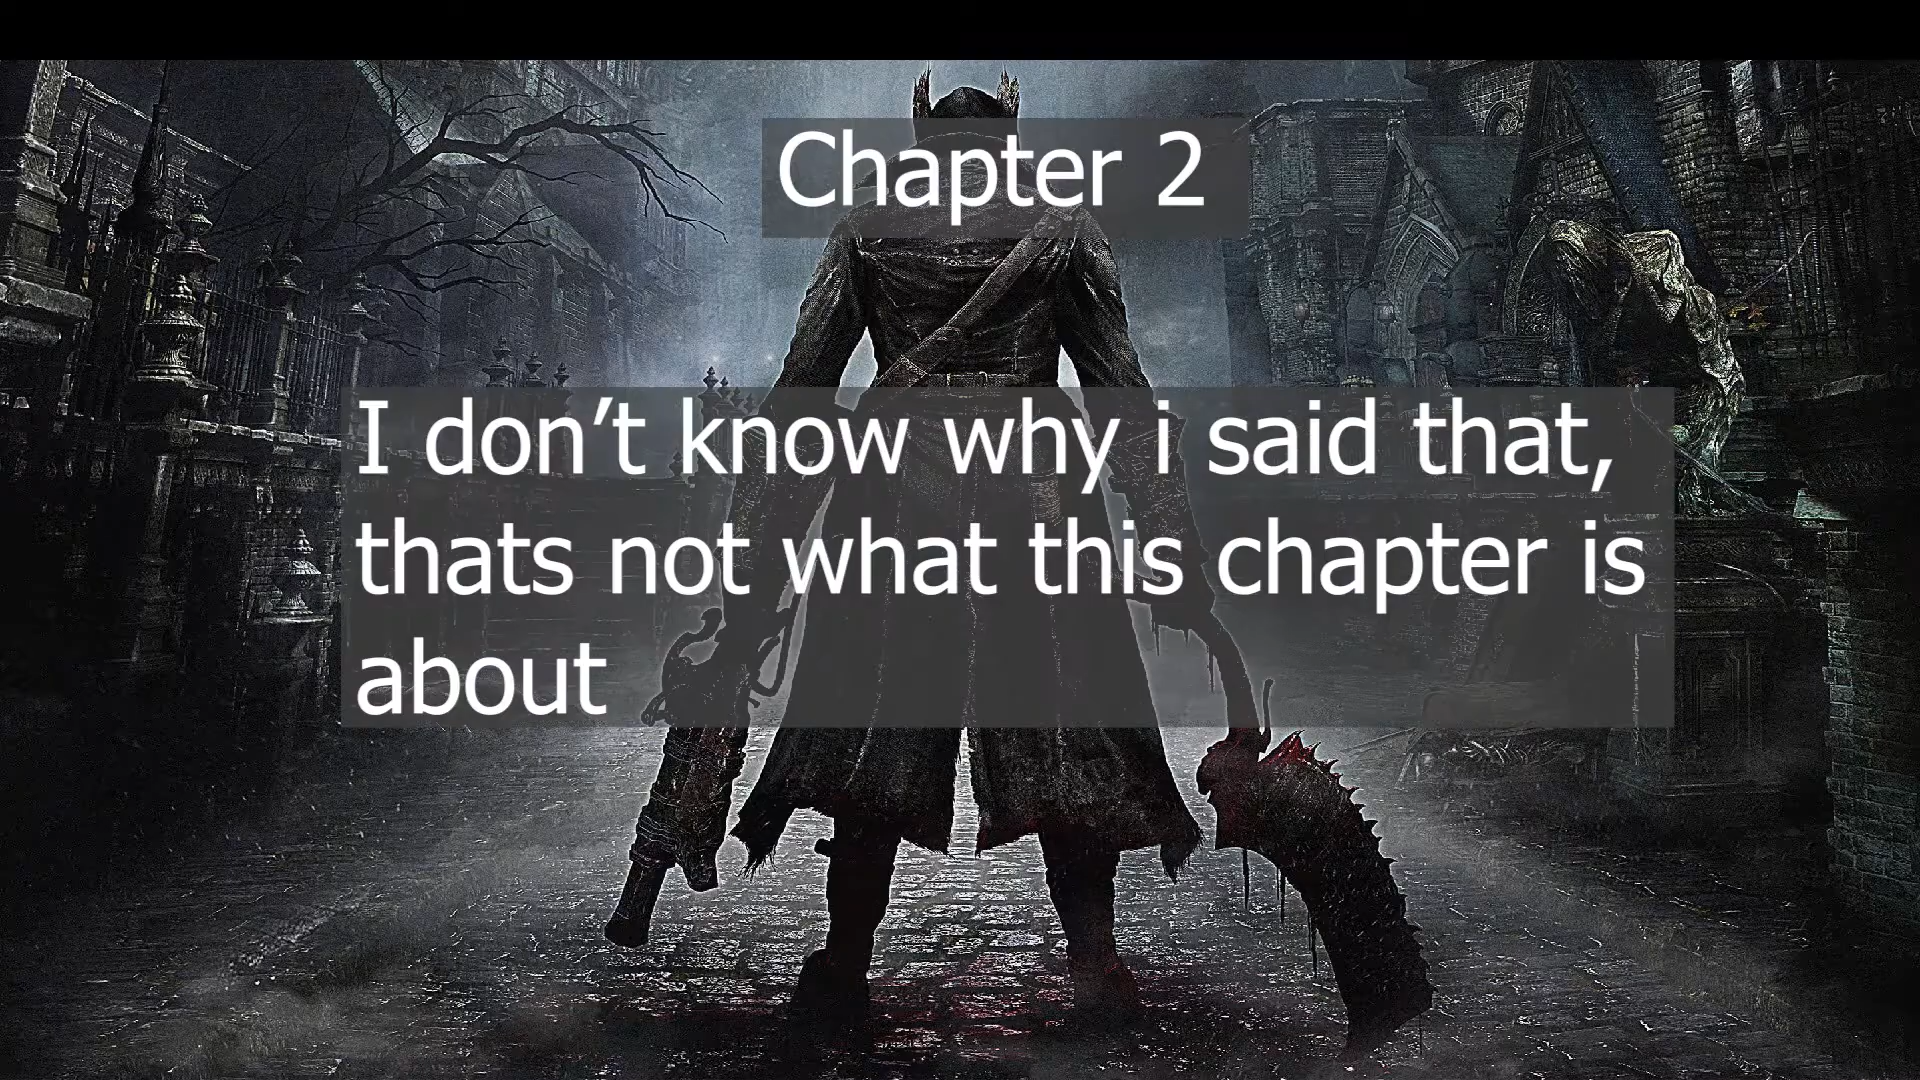 Chapter 2
I don’t know why i said that,
thats not what this chapter is
about